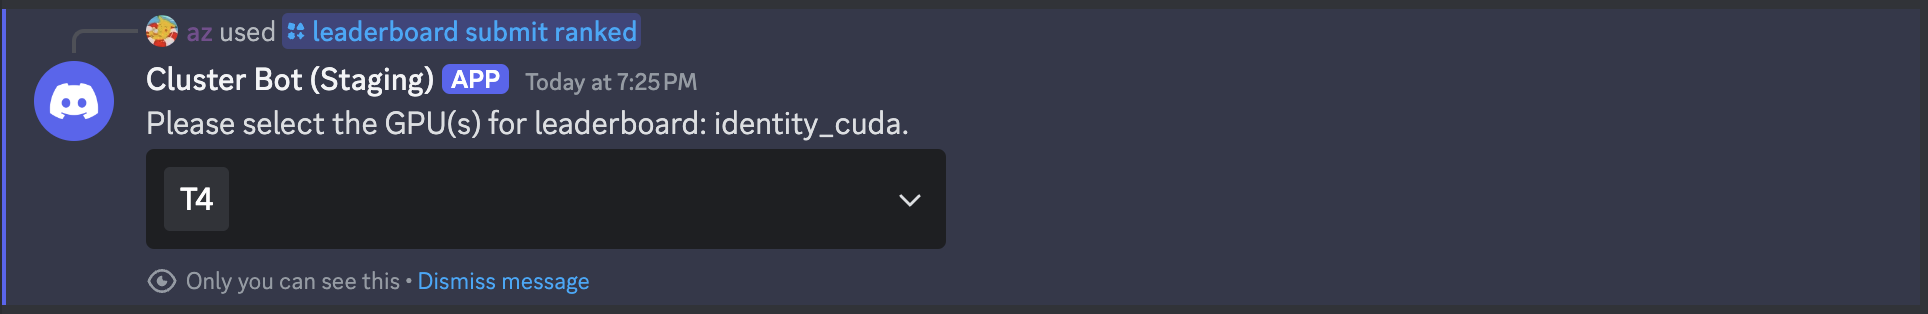 az used leaderboard submit ranked
Cluster Bot (Staging) APP Today at 7:25 PM
Please select the GPU(s) for leaderboard: identity_cuda.
T4
Only you can see this • Dismiss message